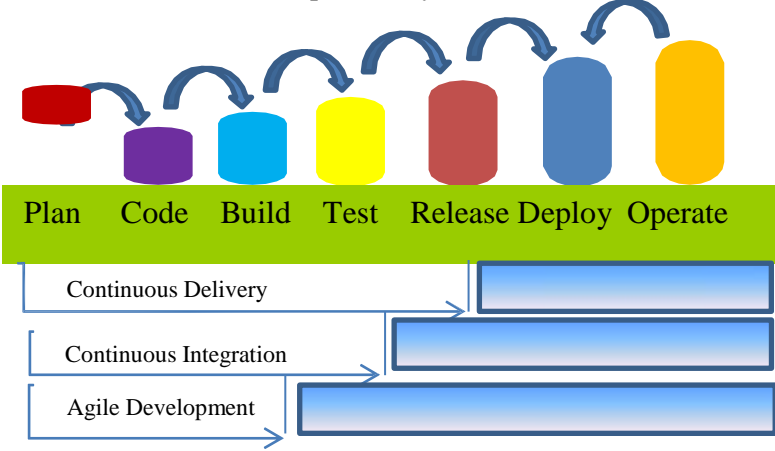 Plan Code Build Test Release Deploy Operate
Continuous Delivery
Continuous Integration
Agile Development